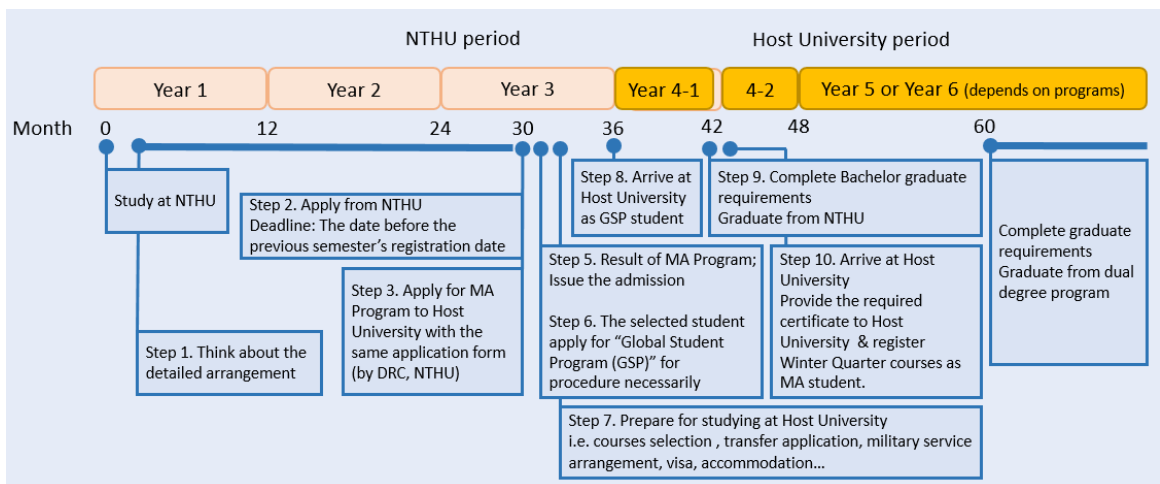 NTHU period
Host University period
Year 1
Year 2
Year 3
Year 4-1
4-2
Year 5 or Year 6 (depends on programs)
Month
0
12
24
30
36
42
48
60
Study at NTHU
Step 1. Think about the
detailed arrangement
Step 2. Apply from NTHU
Deadline: The date before the
previous semester's registration date
Step 3. Apply for MA
Program to Host
University with the
same application form
(by DRC, NTHU)
Step 5. Result of MA Program;
Issue the admission
Step 6. The selected student
apply for “Global Student
Program (GSP)” for
procedure necessarily
Step 7. Prepare for studying at Host University
i.e. courses selection , transfer application, military service
arrangement, visa, accommodation…
Step 8. Arrive at
Host University
as GSP student
Step 9. Complete Bachelor graduate
requirements
Graduate from NTHU
Step 10. Arrive at Host
University
Provide the required
certificate to Host
University & register
Winter Quarter courses as
MA student.
Complete graduate
requirements
Graduate from dual
degree program